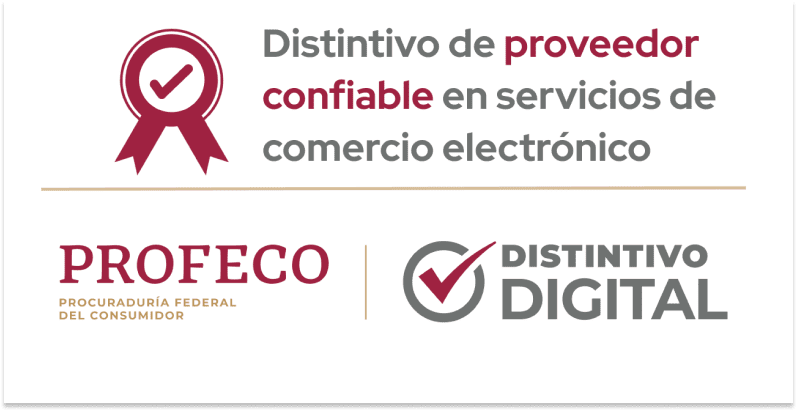 Distintivo de proveedor
confiable en servicios de
comercio electrónico
PROFECO
PROCURADURÍA FEDERAL
DEL CONSUMIDOR
DISTINTIVO
DIGITAL